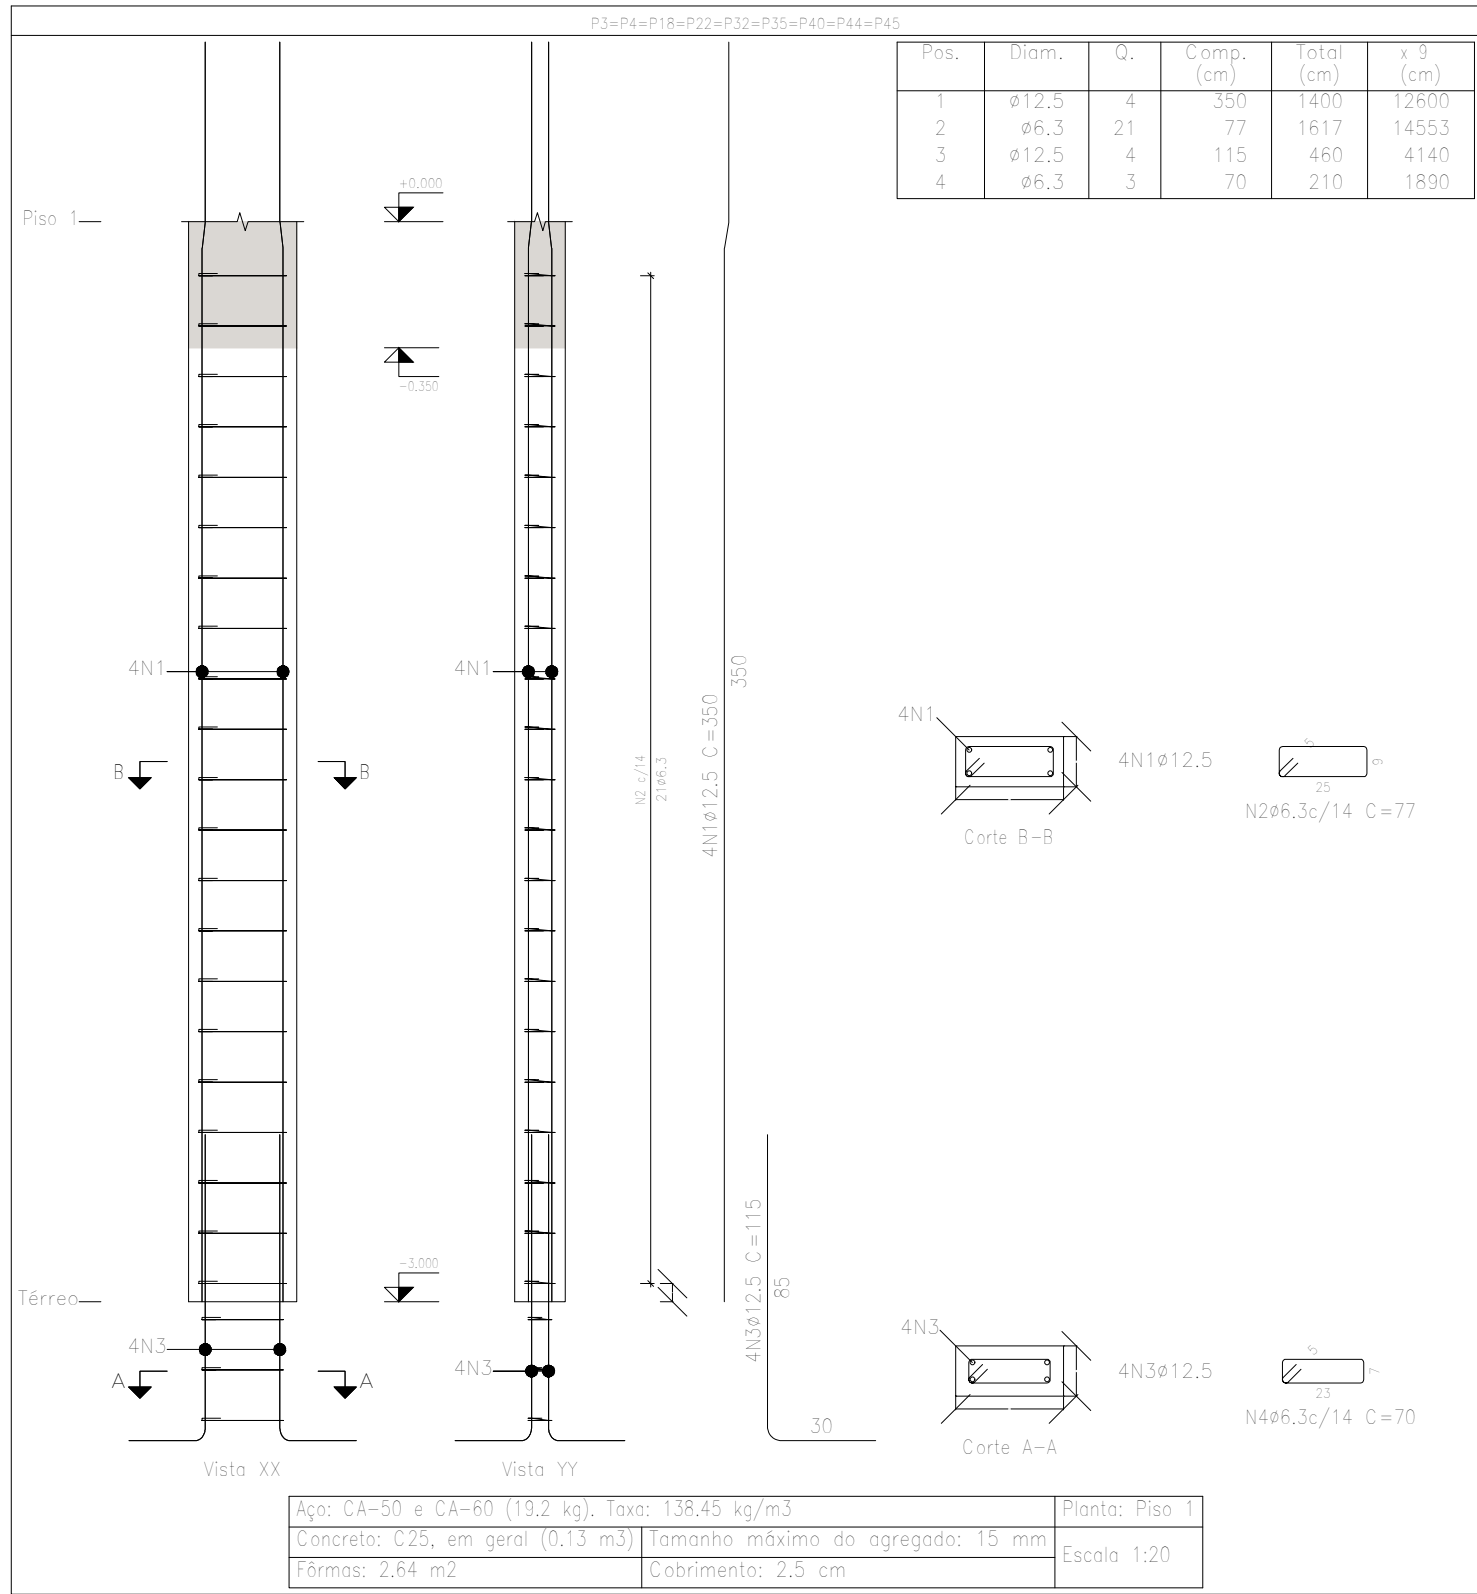 P3=P4=P18=P22=P32=P35=P40=P44=P45
Pos. Diam. Q. Comp. (cm) Total (cm) x 9 (cm)
1 ø12.5 4 350 1400 12600
2 ø6.3 21 77 1617 14553
3 ø12.5 4 115 460 4140
4 ø6.3 3 70 210 1890
+0.000
Piso 1
-0.350
4N1
4N1
350
4N1ø12.5 C=350
N2 c/14
21ø6.3
B B
4N1
4N1ø12.5
5
9
25
N2ø6.3c/14 C=77
Corte B-B
-3.000
Térreo
4N3ø12.5 C=115
85
30
4N3
4N3
A A
4N3
4N3ø12.5
5
7
23
N4ø6.3c/14 C=70
Corte A-A
Vista XX
Vista YY
Aço: CA-50 e CA-60 (19.2 kg). Taxa: 138.45 kg/m3
Planta: Piso 1
Concreto: C25, em geral (0.13 m3)
Tamanho máximo do agregado: 15 mm
Escala 1:20
Fôrmas: 2.64 m2
Cobrimento: 2.5 cm